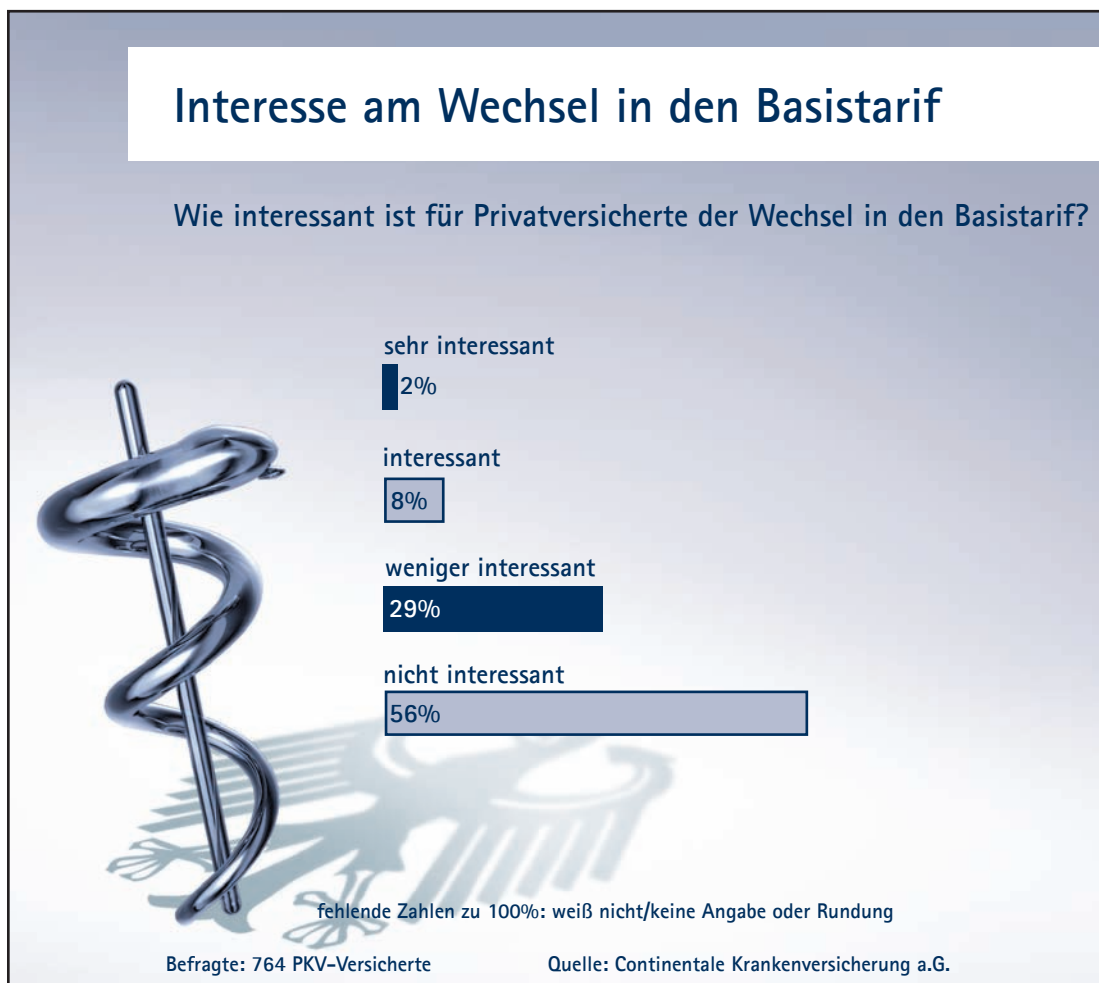 Interesse am Wechsel in den Basistarif
Wie interessant ist für Privatversicherte der Wechsel in den Basistarif?
sehr interessant
2%
interessant
8%
weniger interessant
29%
nicht interessant
56%
fehlende Zahlen zu 100%: weiß nicht/keine Angabe oder Rundung
Befragte: 764 PKV-Versicherte Quelle: Continentale Krankenversicherung a.G.